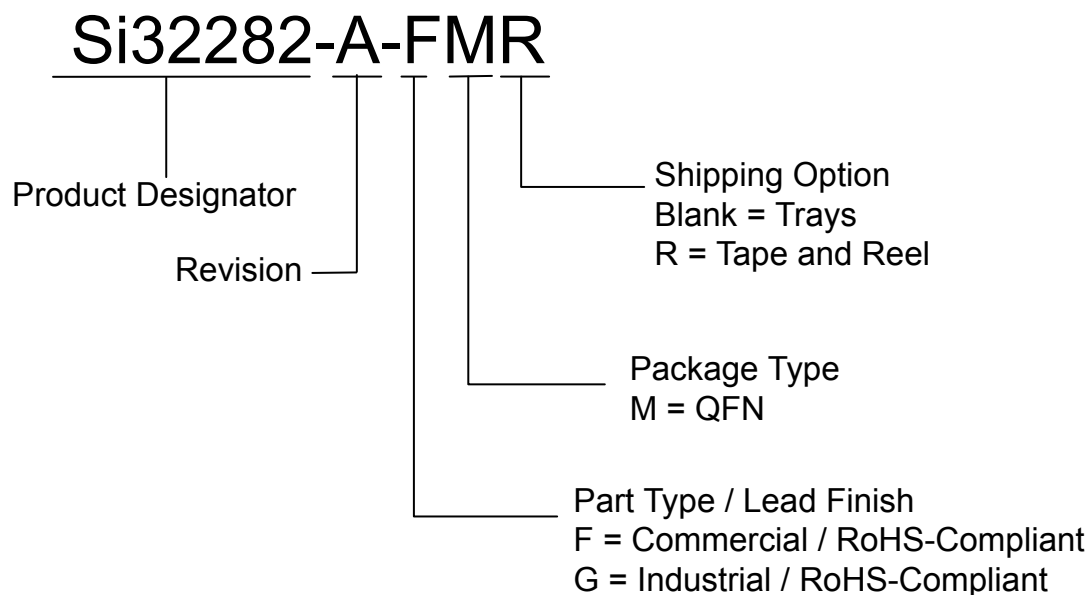 Si32282-A-FMR
Product Designator
Revision
Shipping Option
Blank = Trays
R = Tape and Reel
Package Type
M = QFN
Part Type / Lead Finish
F = Commercial / RoHS-Compliant
G = Industrial / RoHS-Compliant